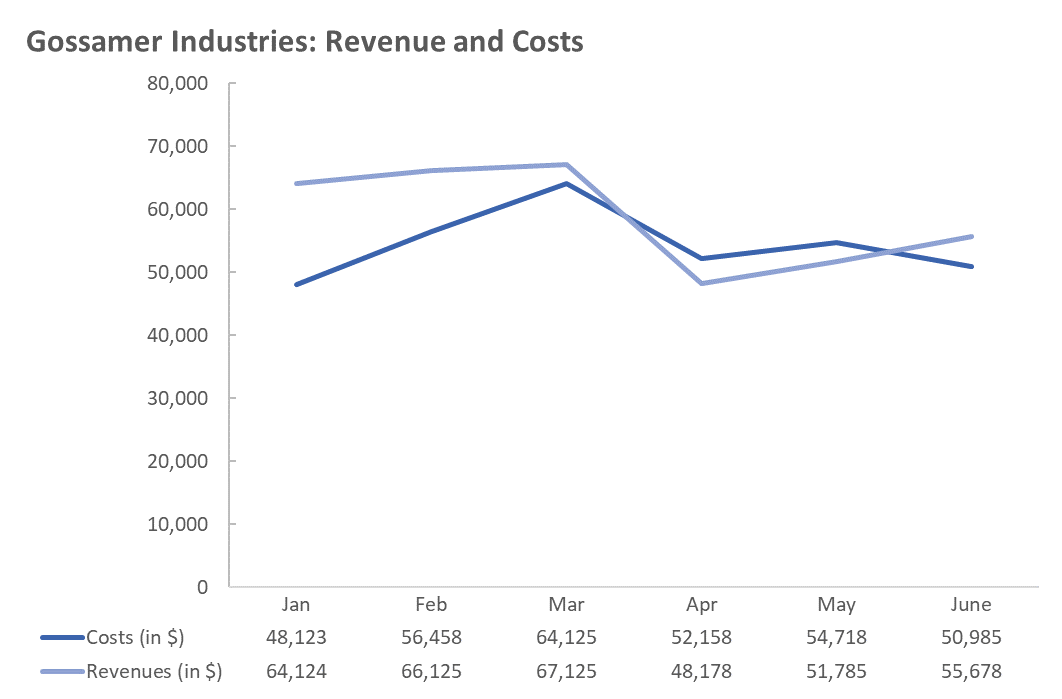 Gossamer Industries: Revenue and Costs
80,000
70,000
60,000
50,000
40,000
30,000
20,000
10,000
0
Jan Feb Mar Apr May June
Costs (in $) 48,123 56,458 64,125 52,158 54,718 50,985
Revenues (in $) 64,124 66,125 67,125 48,178 51,785 55,678